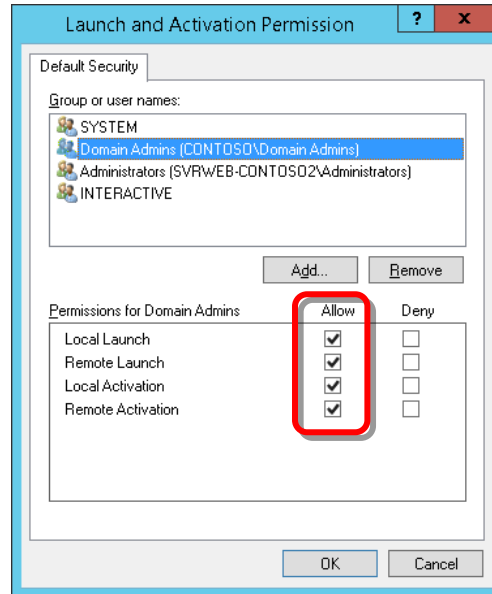 Launch and Activation Permission
?
x
Default Security
Group or user names:
SYSTEM
Domain Admins (CONTOSO\Domain Admins)
Administrators (SVRWEB-CONTOSO2\Administrators)
INTERACTIVE
Add...
Remove
Permissions for Domain Admins Allow Deny
Local Launch
Remote Launch
Local Activation
Remote Activation
OK
Cancel